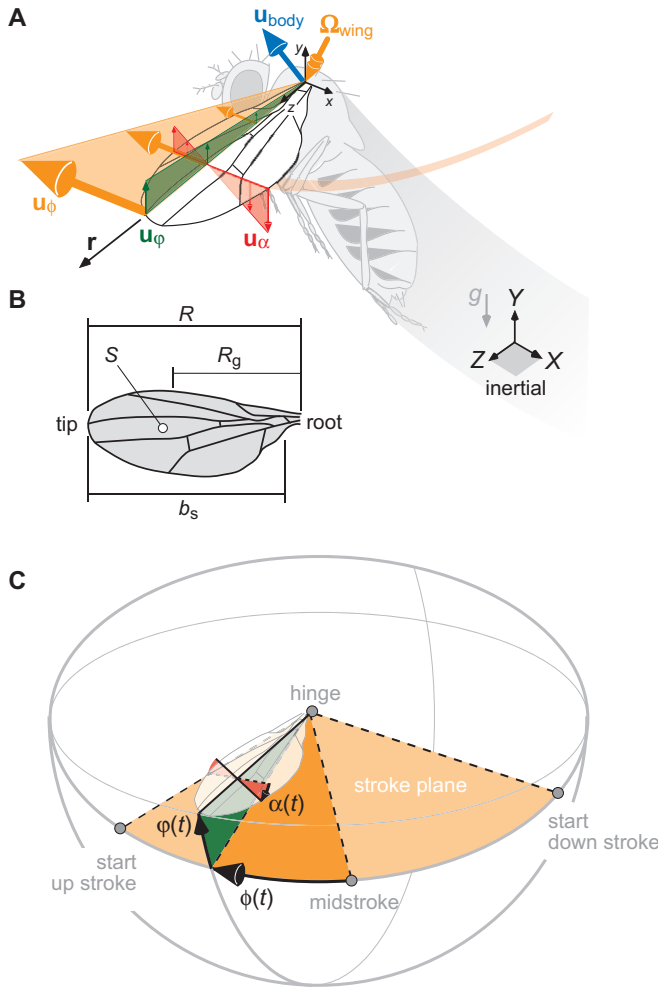 A
u_body
Ω_wing
y
x
z
u_ϕ
r
u_φ
u_α
g
Y
Z
X
inertial
B
R
S
R_g
tip
root
b_s
C
hinge
stroke plane
φ(t)
α(t)
start
up stroke
start
down stroke
ϕ(t)
midstroke